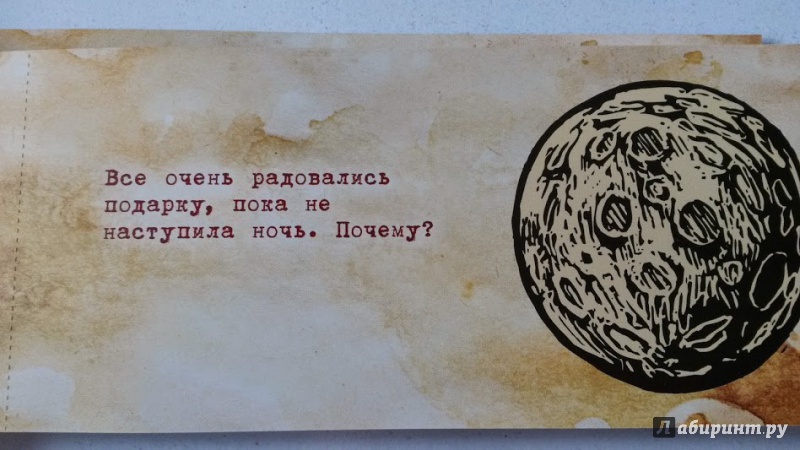 Все очень радовались
подарку, пока не
наступила ночь. Почему?
Лабиринт.ру